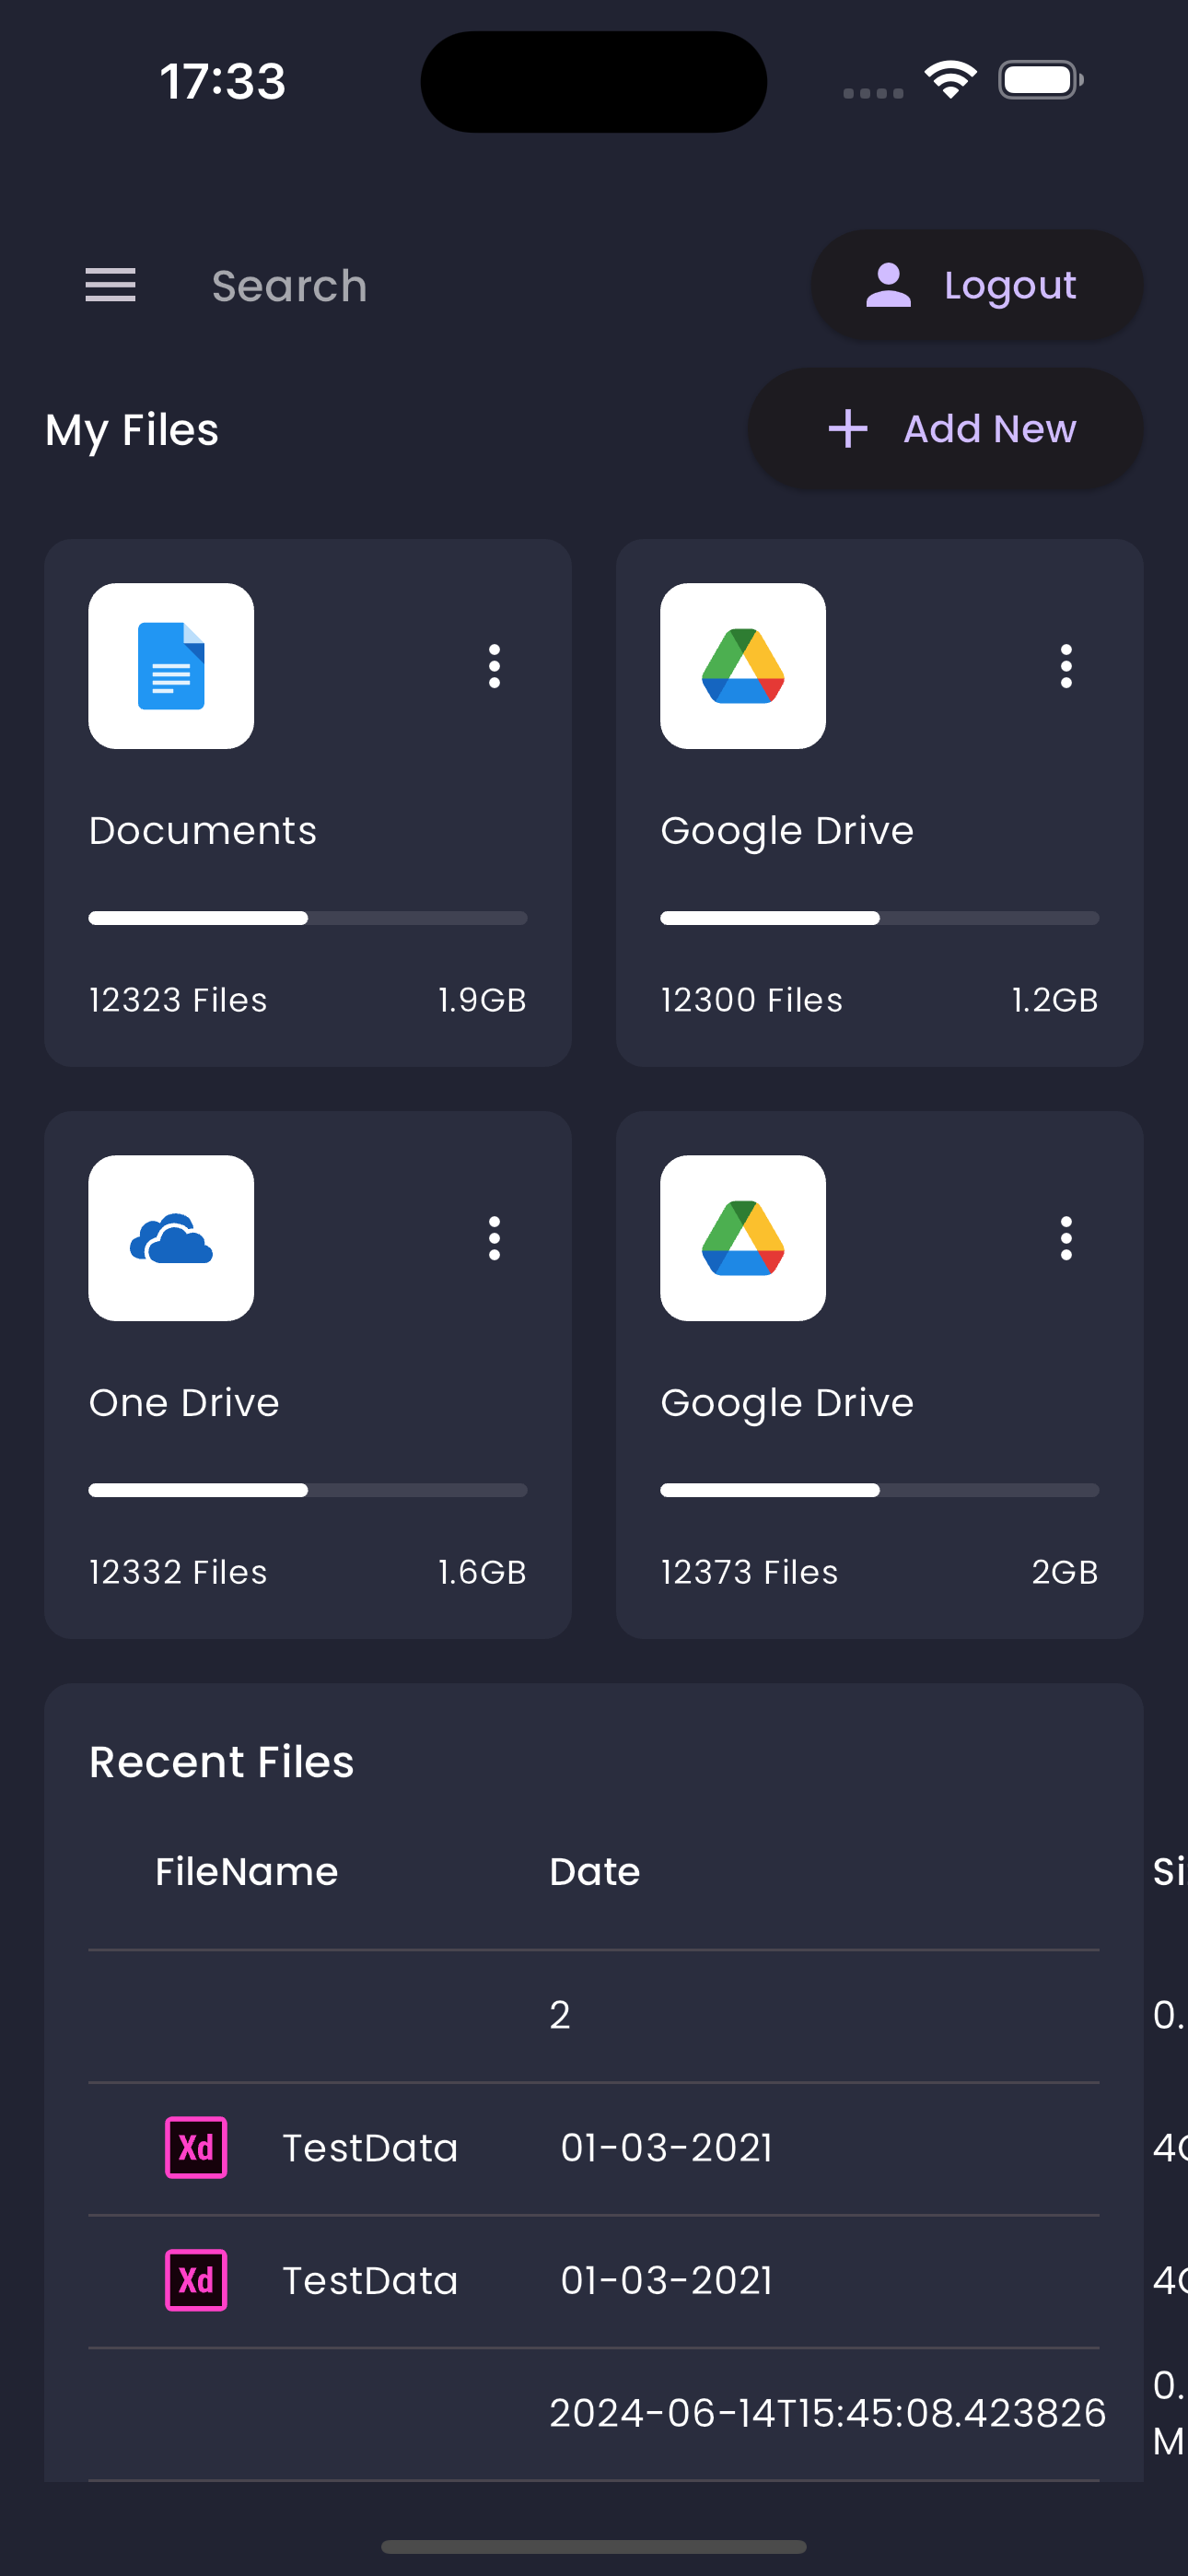 17:33
Search
Logout
My Files
Add New
Documents
Google Drive
12323 Files 1.9GB
12300 Files 1.2GB
One Drive
Google Drive
12332 Files 1.6GB
12373 Files 2GB
Recent Files
FileName Date Si
2 0.
Xd TestData 01-03-2021 4
Xd TestData 01-03-2021 4
2024-06-14T15:45:08.423826 0.
M